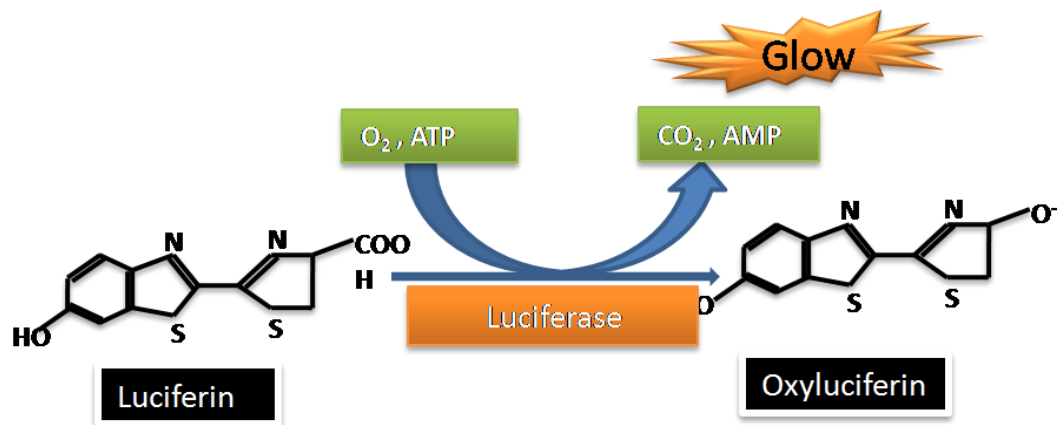 Glow
O₂ , ATP
CO₂ , AMP
N
N
COO
H
S
S
HO
Luciferase
N
N
O⁻
S
S
O
Luciferin
Oxyluciferin